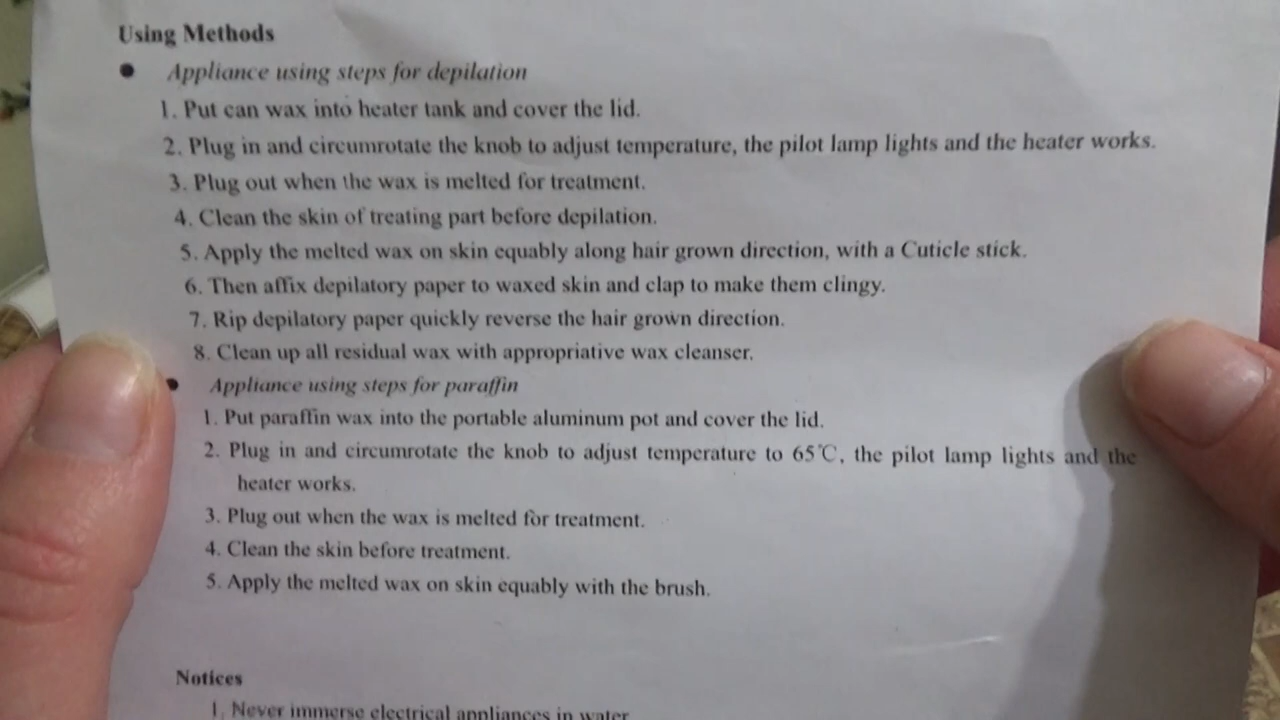 Using Methods
● Appliance using steps for depilation
1. Put can wax into heater tank and cover the lid.
2. Plug in and circumrotate the knob to adjust temperature, the pilot lamp lights and the heater works.
3. Plug out when the wax is melted for treatment.
4. Clean the skin of treating part before depilation.
5. Apply the melted wax on skin equably along hair grown direction, with a Cuticle stick.
6. Then affix depilatory paper to waxed skin and clap to make them clingy.
7. Rip depilatory paper quickly reverse the hair grown direction.
8. Clean up all residual wax with appropriative wax cleanser.
● Appliance using steps for paraffin
1. Put paraffin wax into the portable aluminum pot and cover the lid.
2. Plug in and circumrotate the knob to adjust temperature to 65℃, the pilot lamp lights and the
heater works.
3. Plug out when the wax is melted for treatment.
4. Clean the skin before treatment.
5. Apply the melted wax on skin equably with the brush.
Notices
1. Never immerse electrical appliances in water